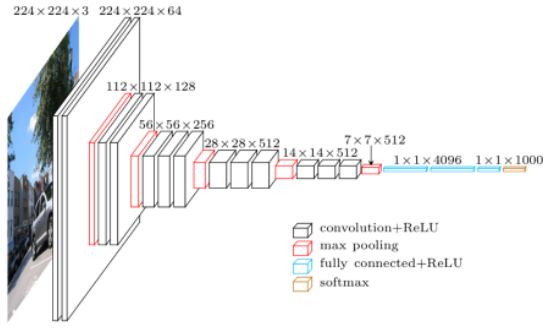 224×224×3
224×224×64
112×112×128
56×56×256
28×28×512
14×14×512
7×7×512
1×1×4096
1×1×1000
convolution+ReLU
max pooling
fully connected+ReLU
softmax